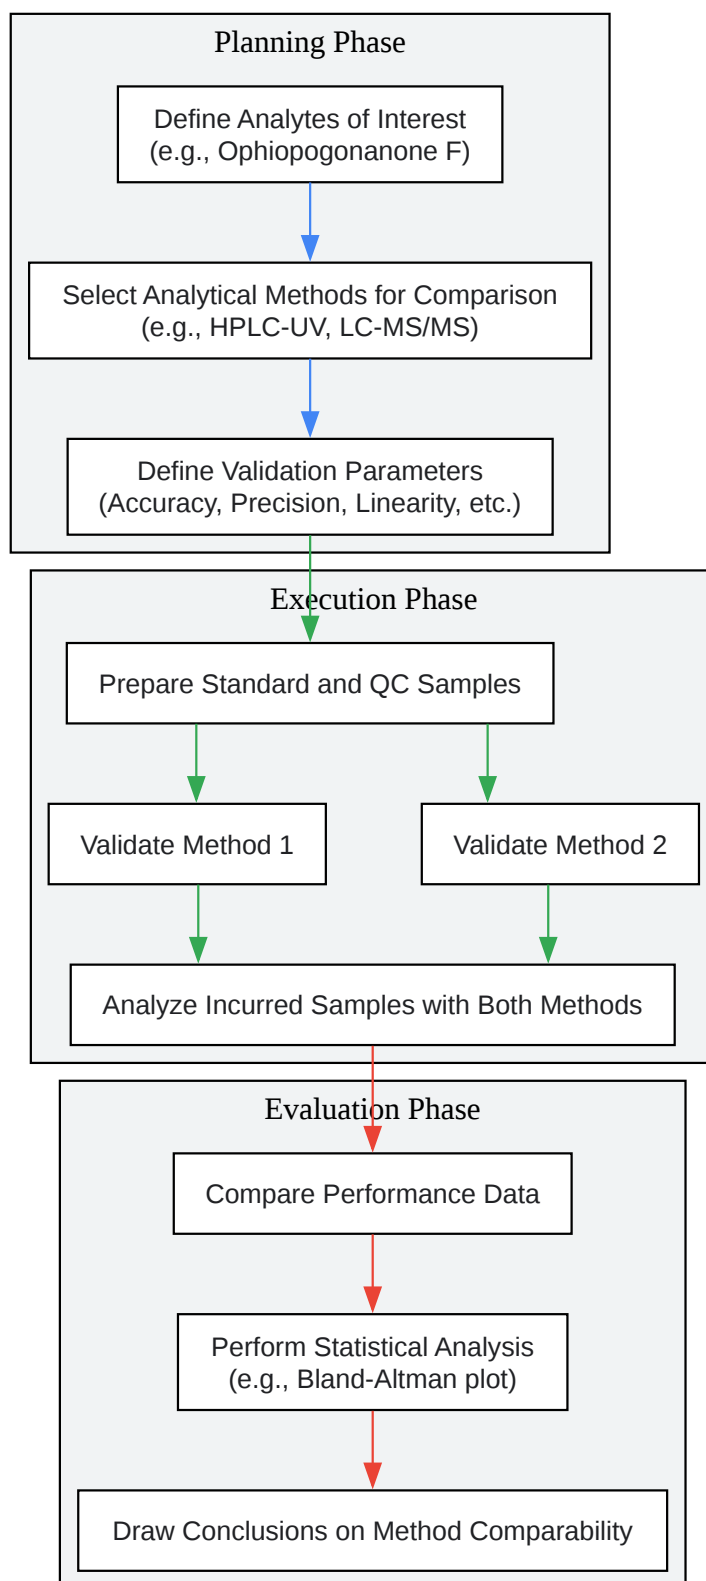 Planning Phase
Define Analytes of Interest
(e.g., Ophiopogonanone F)
Select Analytical Methods for Comparison
(e.g., HPLC-UV, LC-MS/MS)
Define Validation Parameters
(Accuracy, Precision, Linearity, etc.)
Execution Phase
Prepare Standard and QC Samples
Validate Method 1
Validate Method 2
Analyze Incurred Samples with Both Methods
Evaluation Phase
Compare Performance Data
Perform Statistical Analysis
(e.g., Bland-Altman plot)
Draw Conclusions on Method Comparability